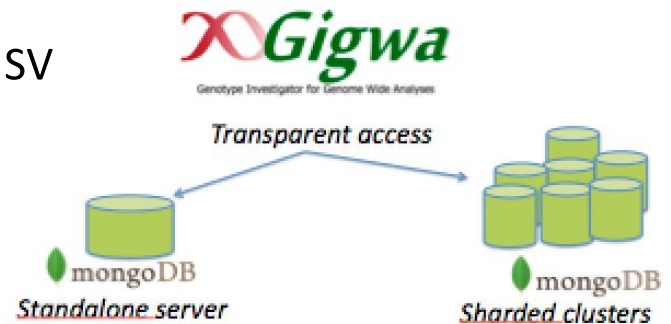 SV
Gigwa
Genotype Investigator for Genome Wide Analyses
Transparent access
mongoDB
mongoDB
Standalone server
Sharded clusters